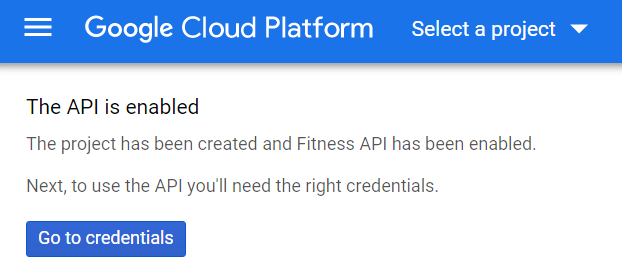 Google Cloud Platform Select a project
The API is enabled
The project has been created and Fitness API has been enabled.
Next, to use the API you'll need the right credentials.
Go to credentials